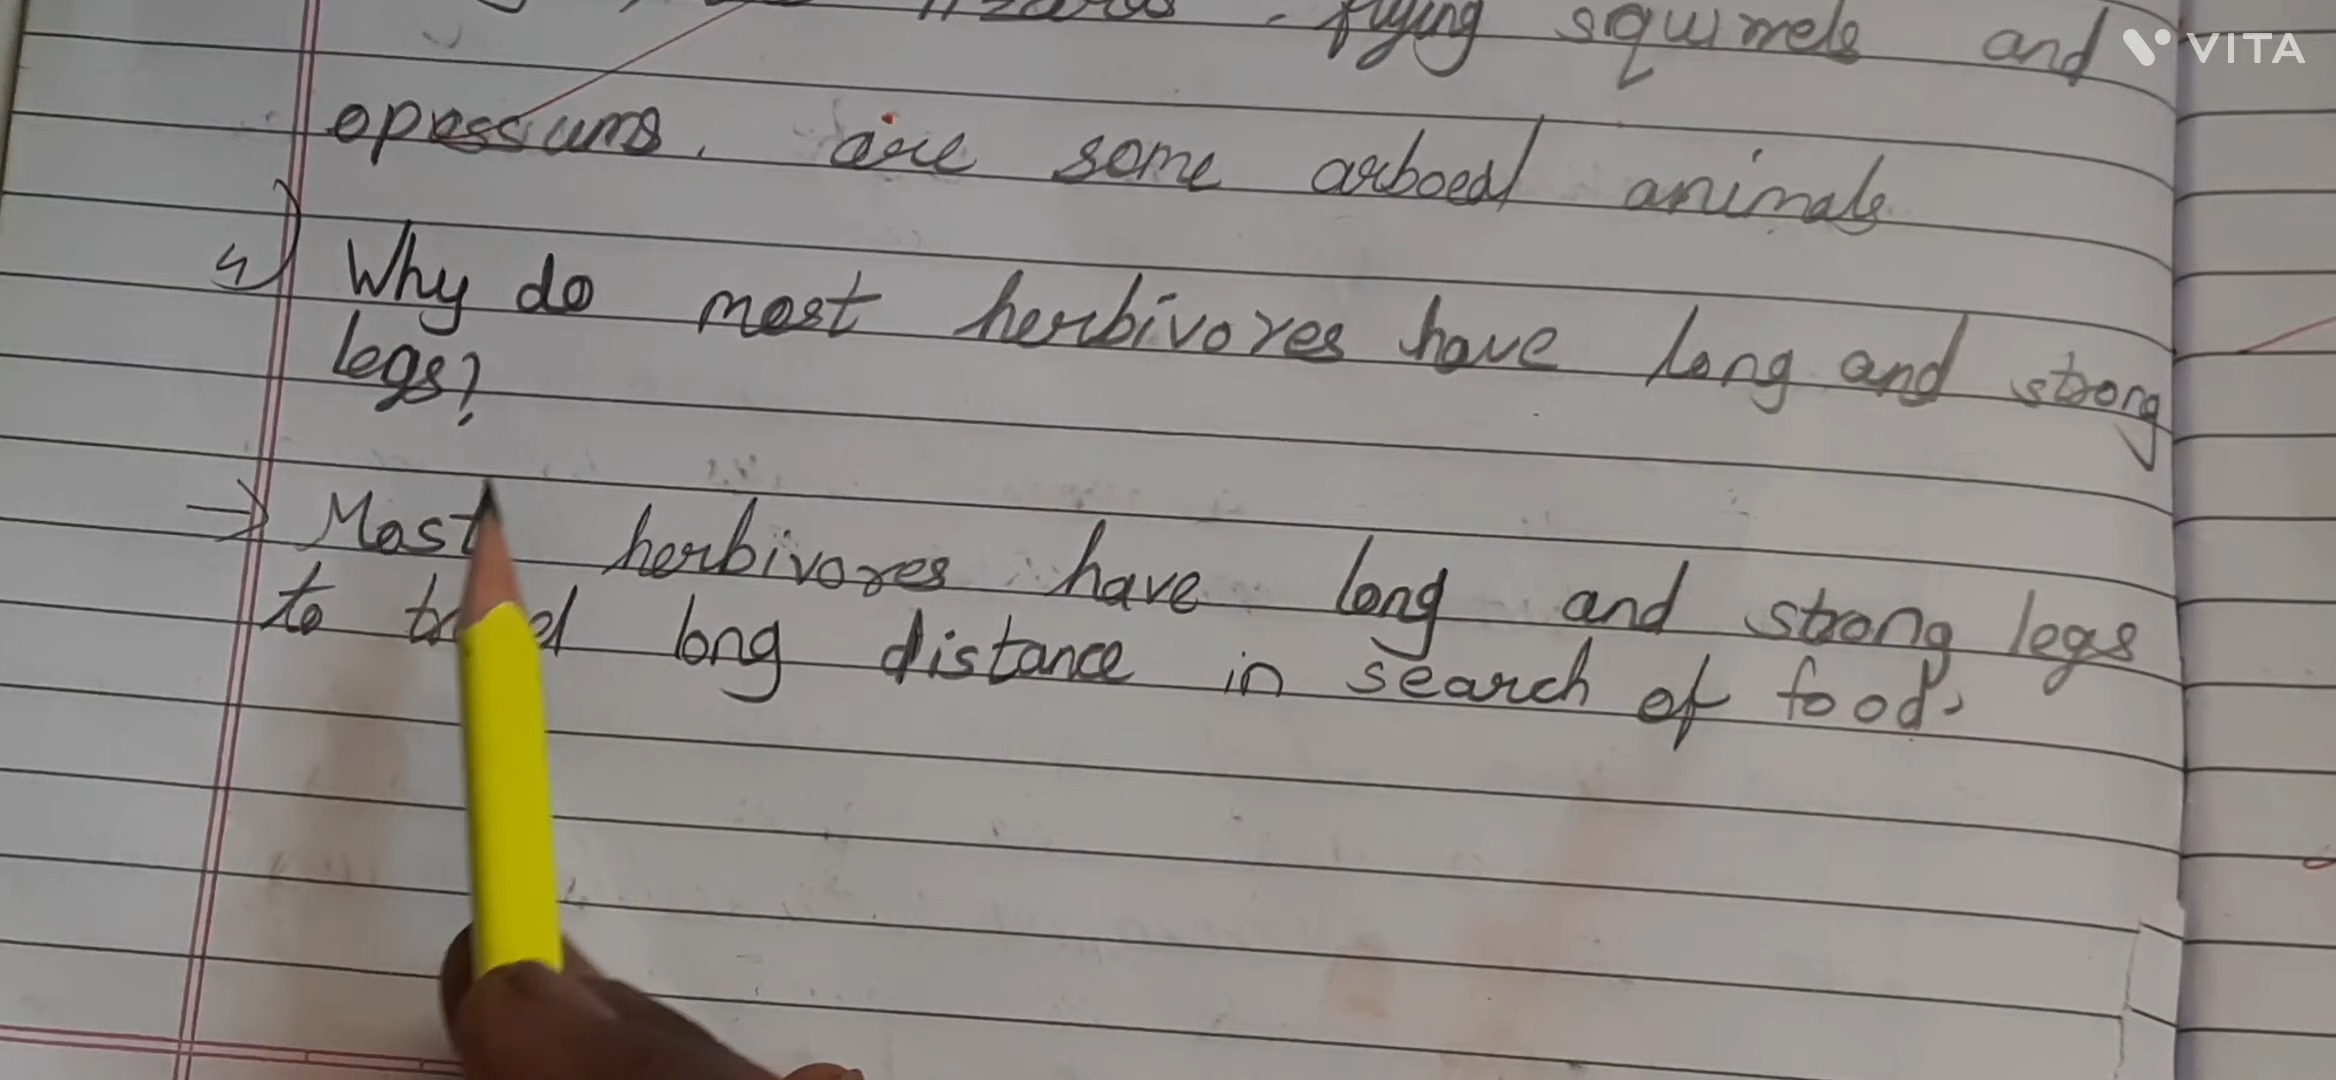 flying squirrels and
opossums. are some arboeal animals
4) Why do most herbivores have long and strong
legs?
→ Most herbivores have long and strong legs
to long distance in search of food.
VITA